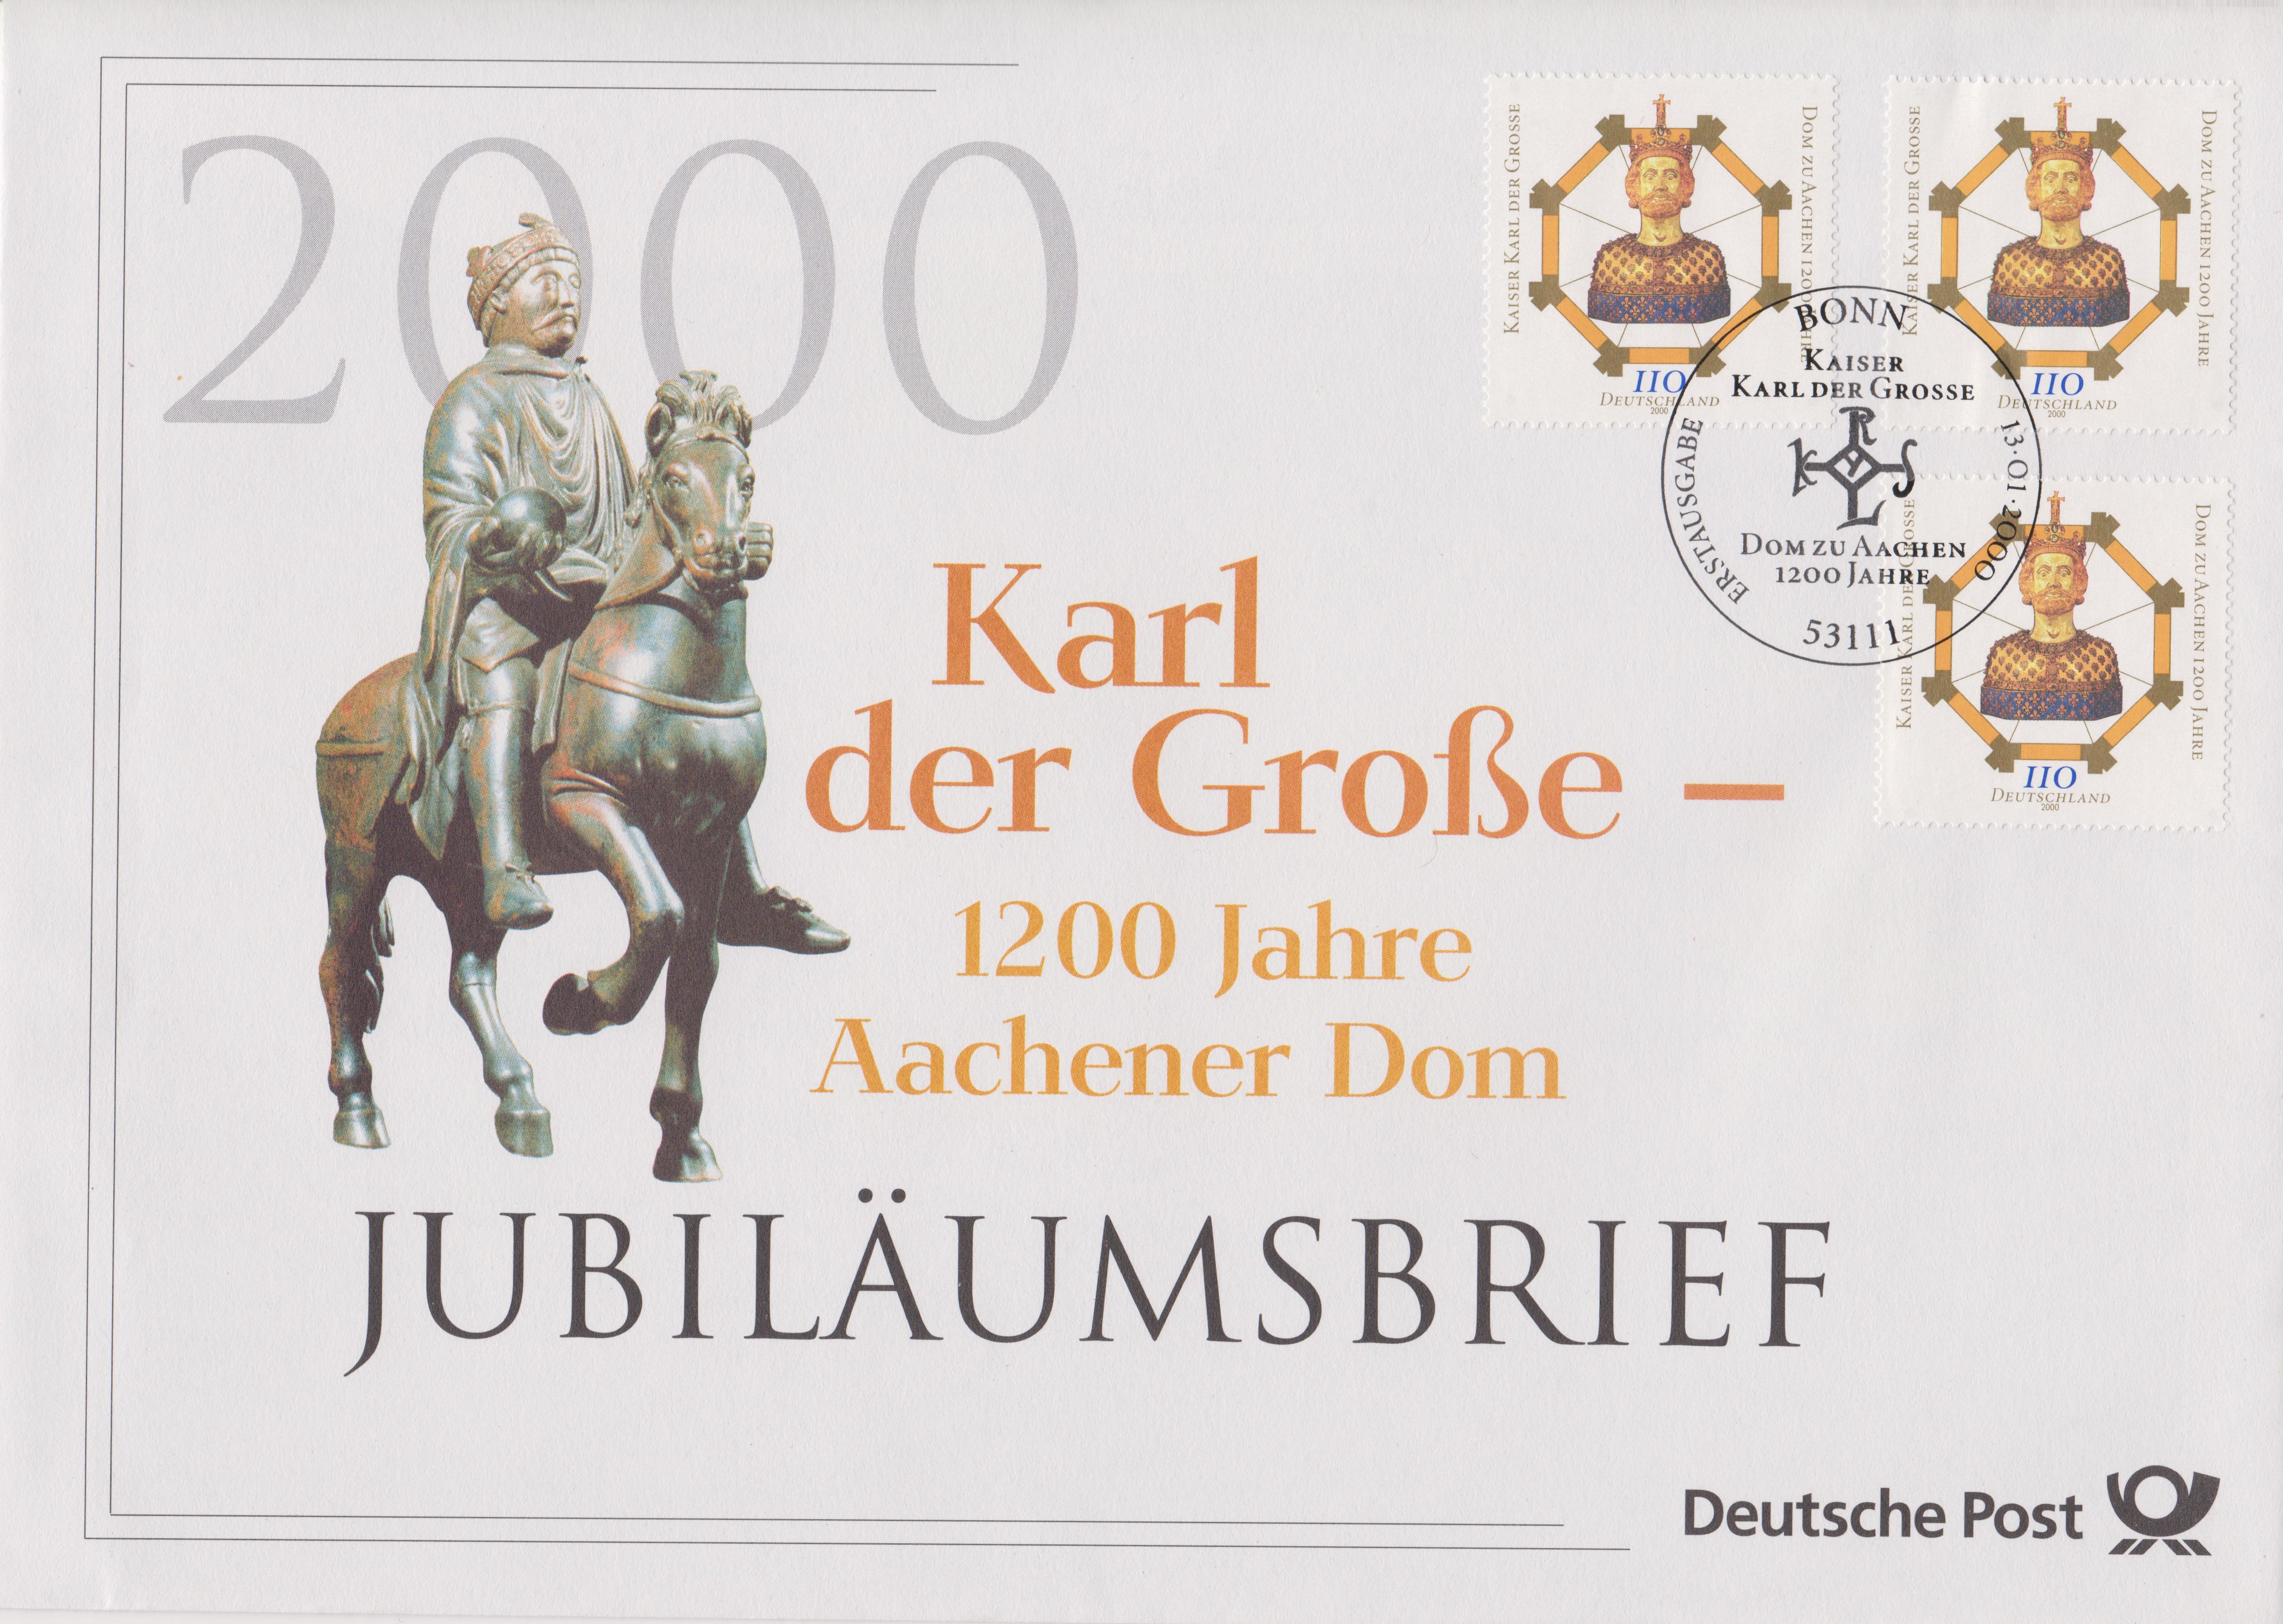 2000
KAISER KARL DER GROSSE
DOM ZU AACHEN 1200 JAHRE
110
DEUTSCHLAND
2000
KAISER KARL DER GROSSE
DOM ZU AACHEN 1200 JAHRE
110
DEUTSCHLAND
2000
BONN
KAISER
KARL DER GROSSE
KRLS
DOM ZU AACHEN
1200 JAHRE
53111
ERSTAUSGABE
13.01.2000
KAISER KARL DER GROSSE
DOM ZU AACHEN 1200 JAHRE
110
DEUTSCHLAND
2000
Karl
der Große –
1200 Jahre
Aachener Dom
JUBILÄUMSBRIEF
Deutsche Post